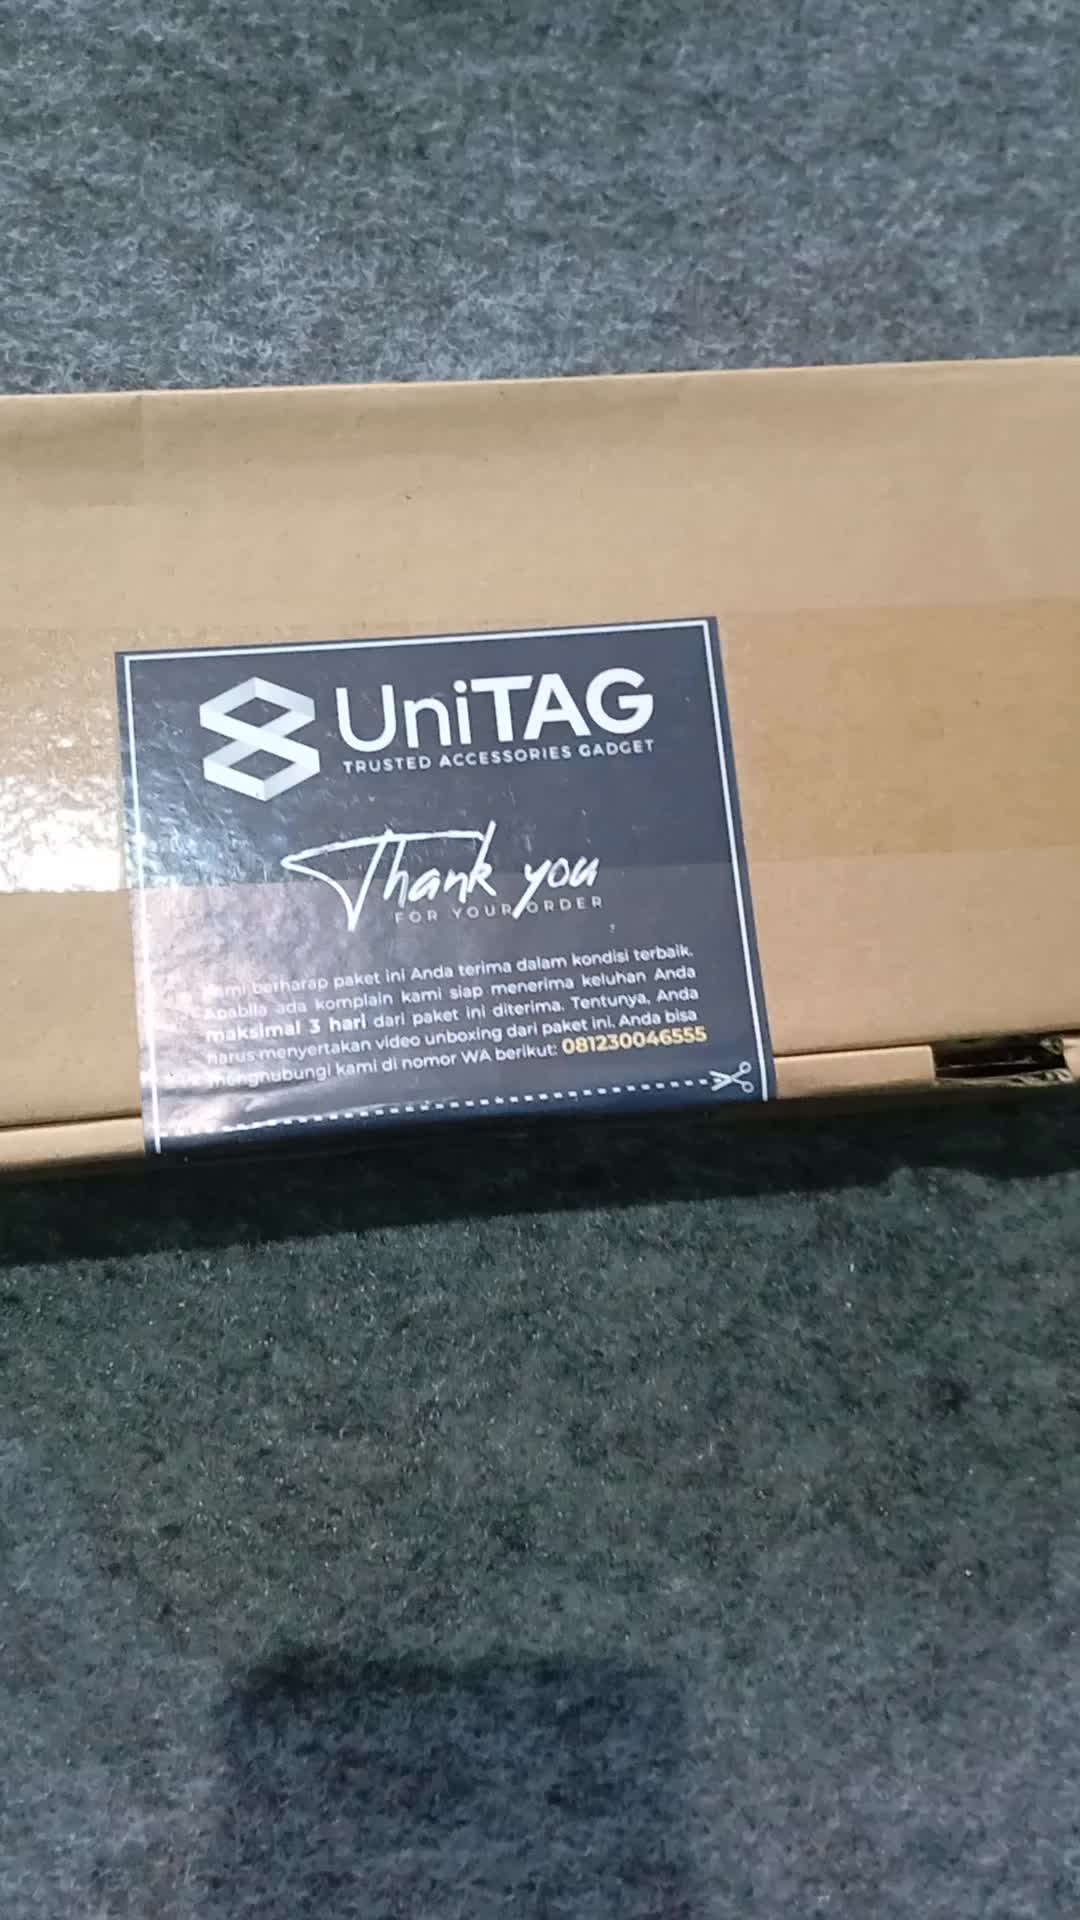 UniTAG
TRUSTED ACCESSORIES GADGET
Thank you
FOR YOUR ORDER
Kami berharap paket ini Anda terima dalam kondisi terbaik.
Apabila ada komplain kami siap menerima keluhan Anda
maksimal 3 hari dari paket ini diterima. Tentunya, Anda
harus menyertakan video unboxing dari paket ini. Anda bisa
menghubungi kami di nomor WA berikut: 081230046555